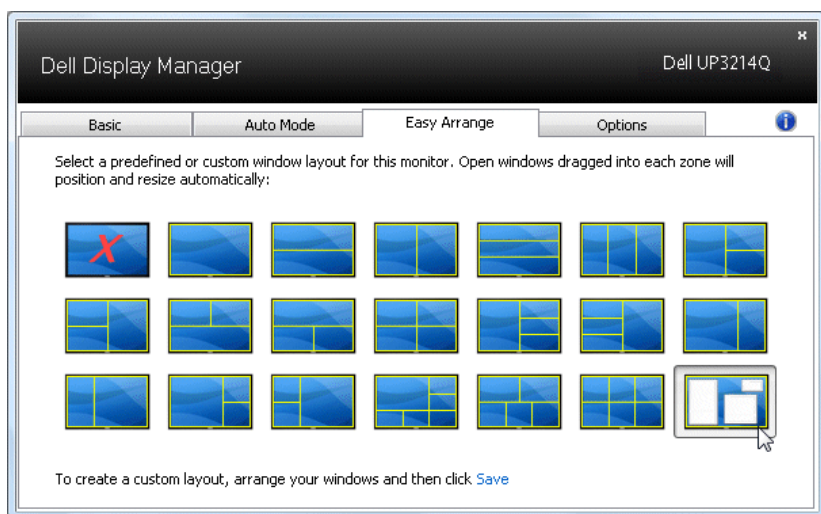 Dell Display Manager
Dell UP3214Q
Basic
Auto Mode
Easy Arrange
Options
Select a predefined or custom window layout for this monitor. Open windows dragged into each zone will
position and resize automatically:
X
To create a custom layout, arrange your windows and then click Save